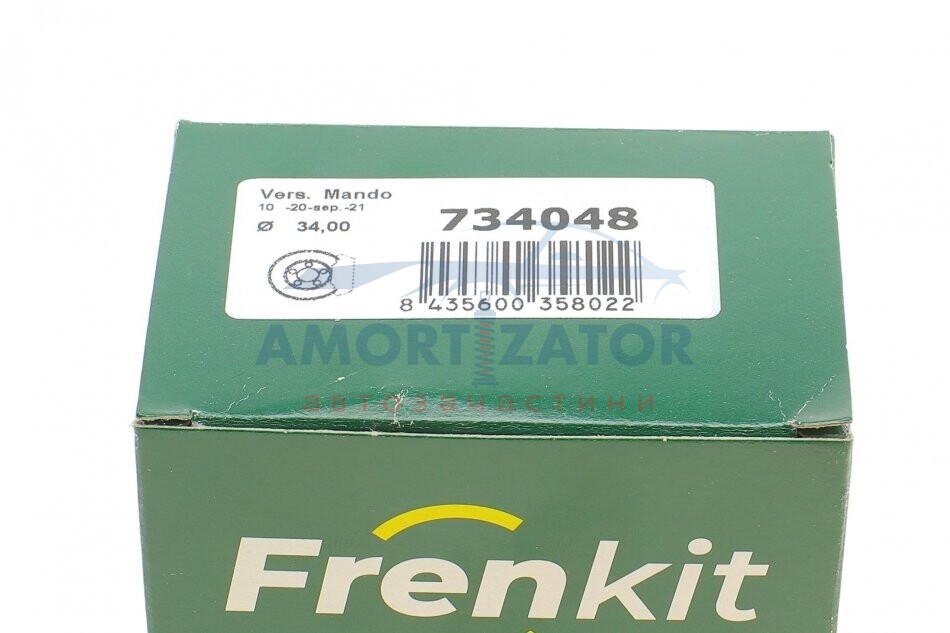 Vers. Mando
10 -20-sep.-21
Ø 34,00
734048
8 435600 358022
AMORTIZATOR
автозапчастини
Frenkit